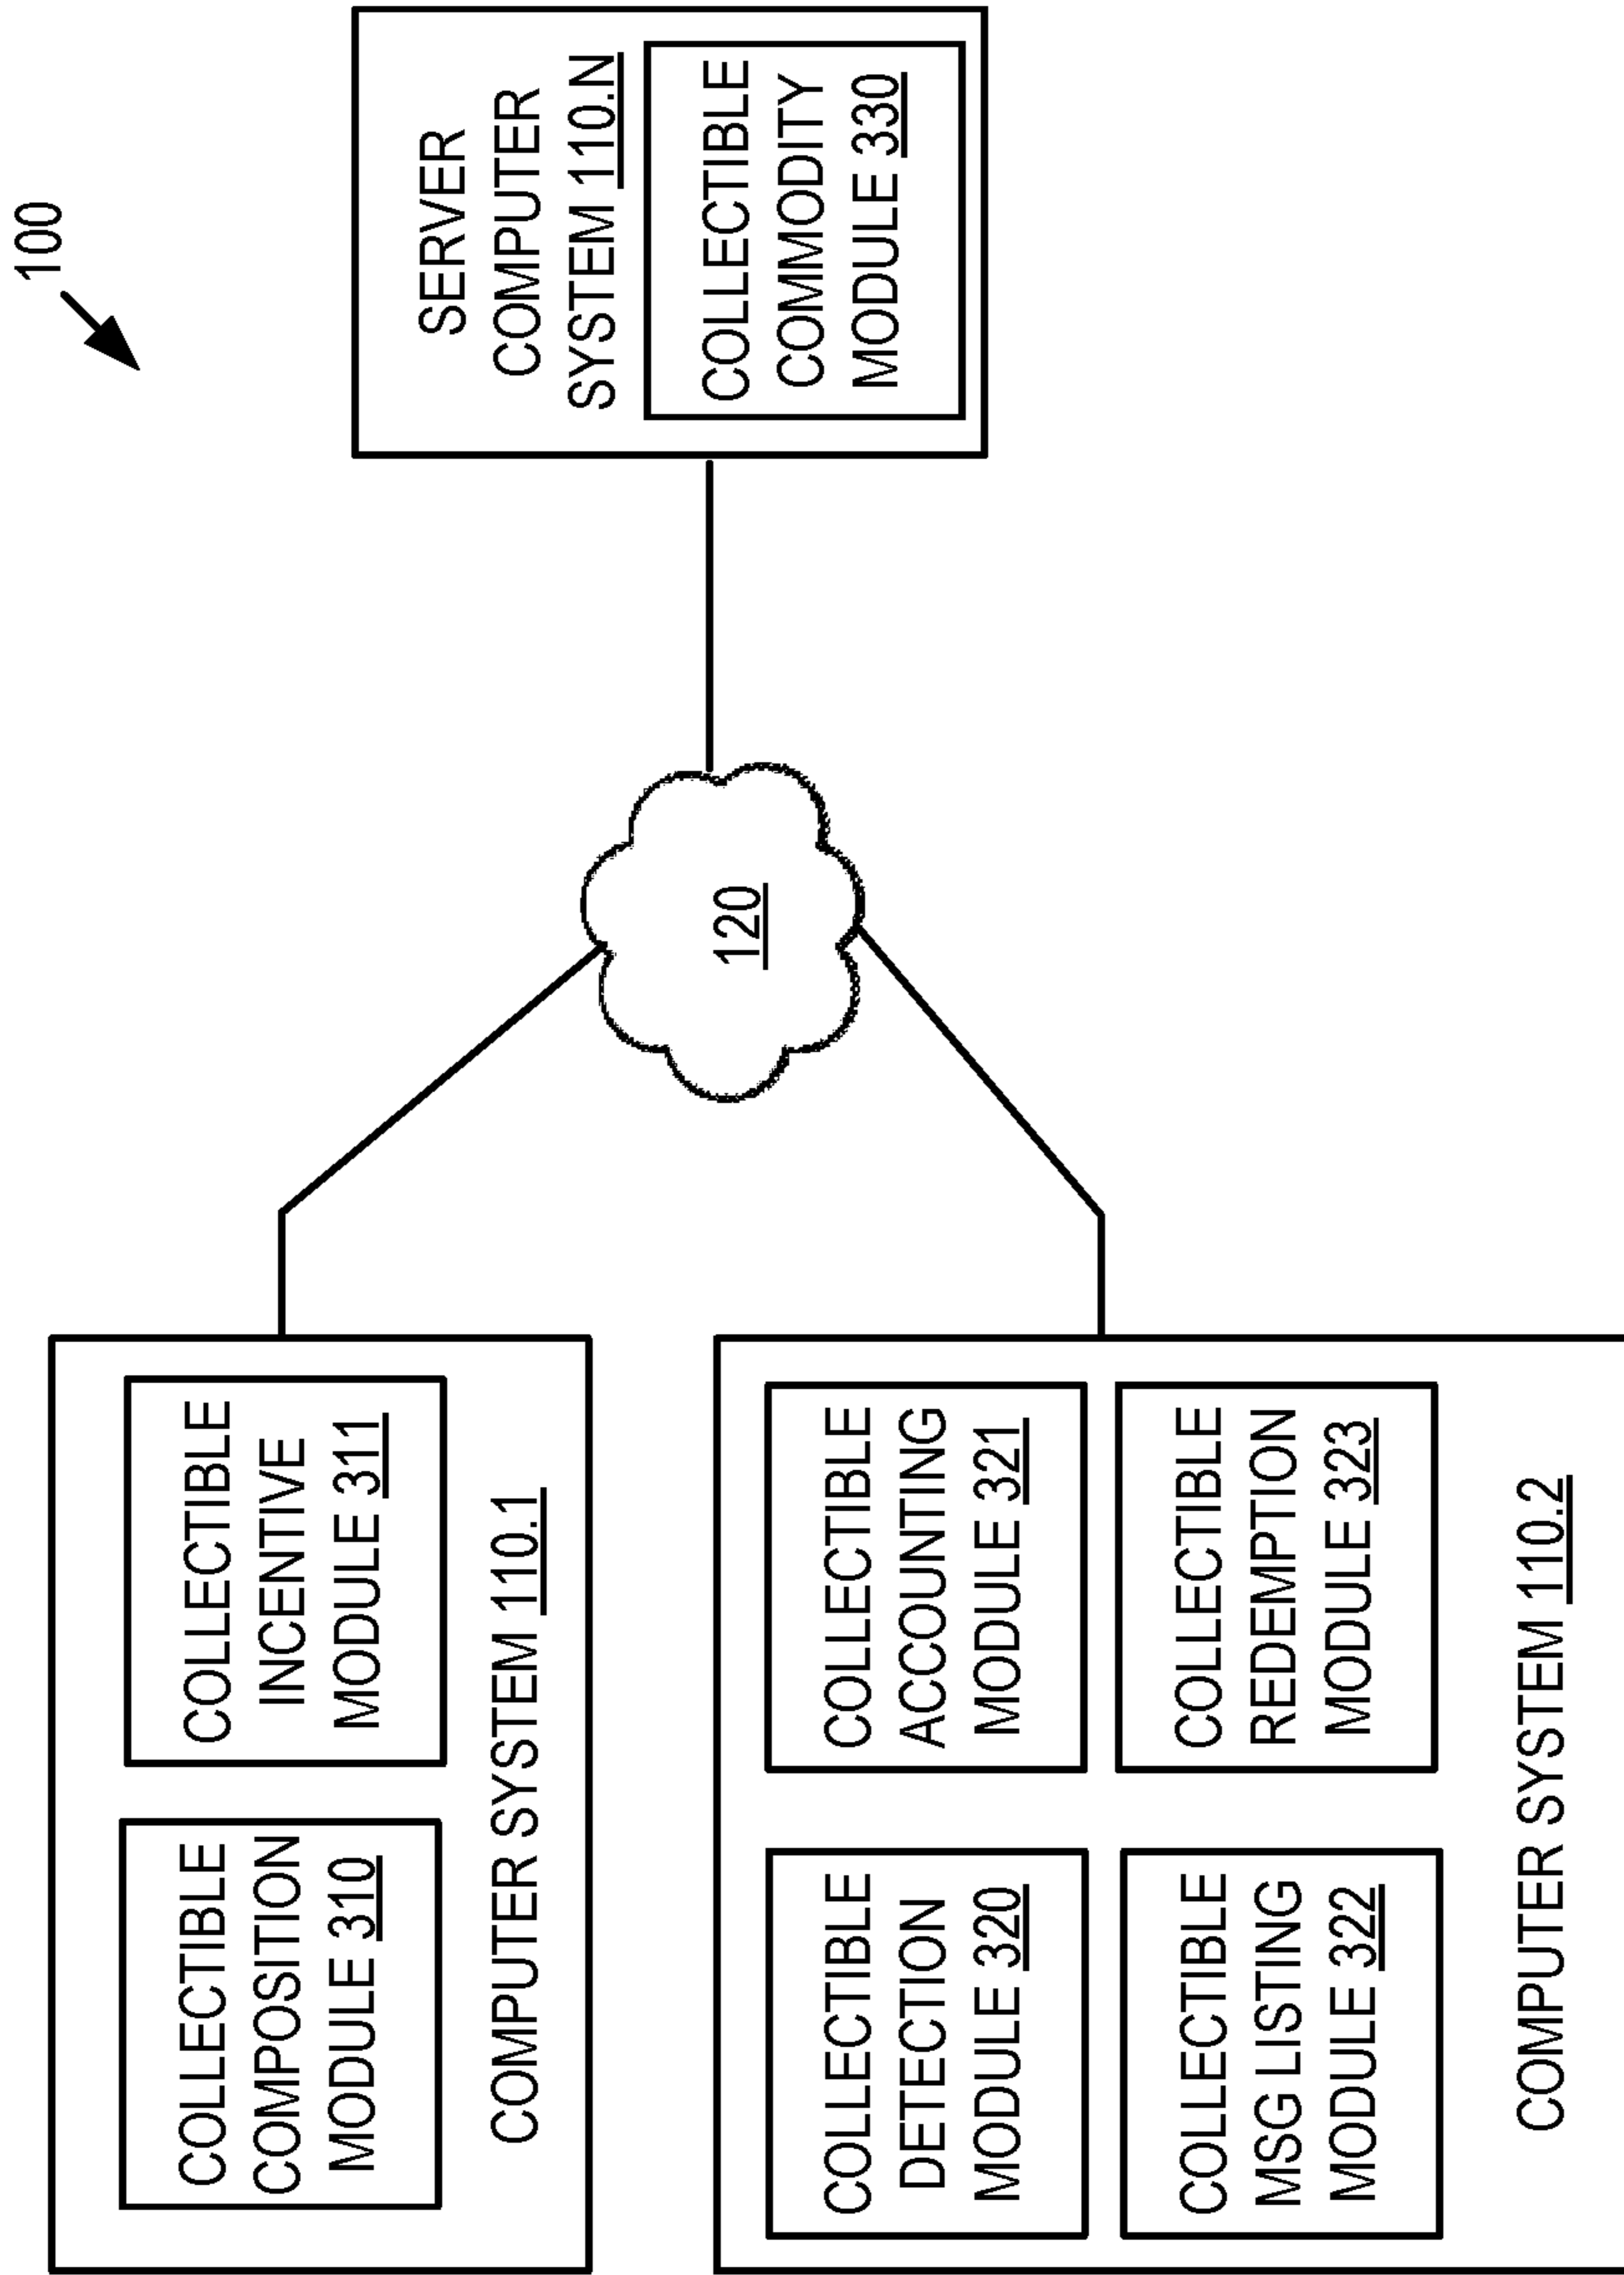 100
COLLECTIBLE
COMPOSITION
MODULE 310
COLLECTIBLE
INCENTIVE
MODULE 311
COMPUTER SYSTEM 110.1
120
SERVER
COMPUTER
SYSTEM 110.N
COLLECTIBLE
COMMODITY
MODULE 330
COLLECTIBLE
DETECTION
MODULE 320
COLLECTIBLE
ACCOUNTING
MODULE 321
COLLECTIBLE
MSG LISTING
MODULE 322
COLLECTIBLE
REDEMPTION
MODULE 323
COMPUTER SYSTEM 110.2